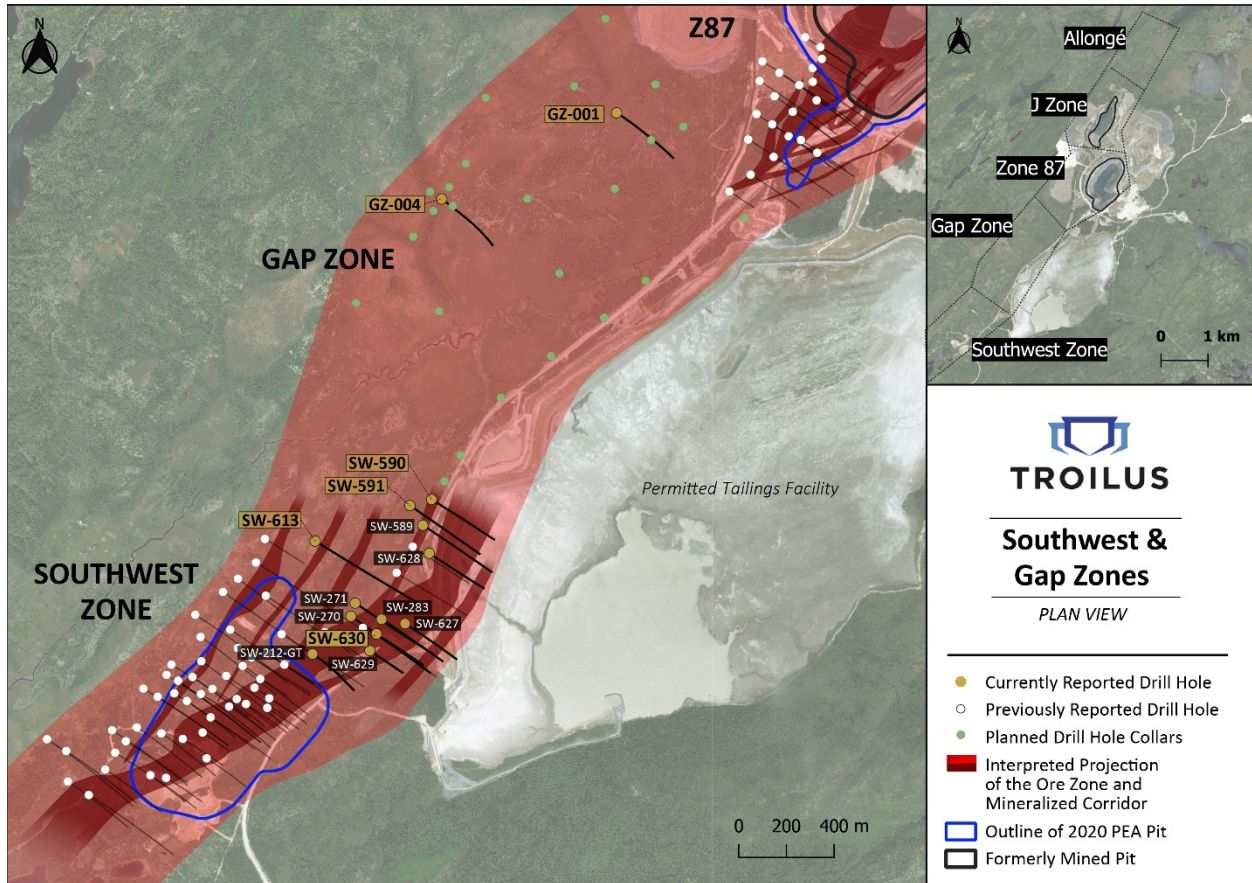 N
Z87
GZ-001
GZ-004
GAP ZONE
SW-590
SW-591
SW-589
SW-613
SW-628
Permitted Tailings Facility
SOUTHWEST
ZONE
SW-271
SW-270
SW-283
SW-627
SW-630
SW-212-GT
SW-629
0 200 400 m
N
Allongé
J Zone
Zone 87
Gap Zone
Southwest Zone
0 1 km
TROILUS
Southwest &
Gap Zones
PLAN VIEW
Currently Reported Drill Hole
Previously Reported Drill Hole
Planned Drill Hole Collars
Interpreted Projection
of the Ore Zone and
Mineralized Corridor
Outline of 2020 PEA Pit
Formerly Mined Pit